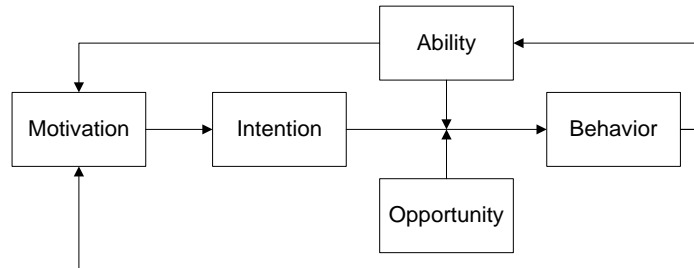 Ability
Motivation
Intention
Behavior
Opportunity